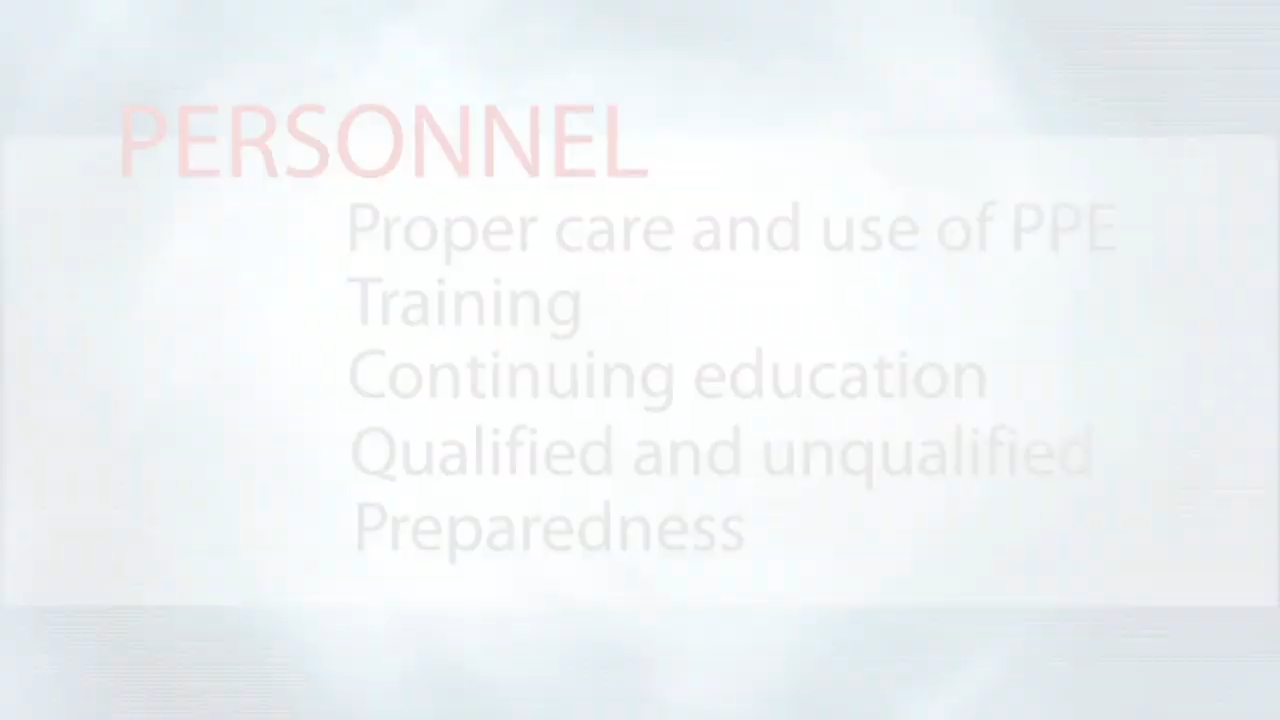 PERSONNEL
Proper care and use of PPE
Training
Continuing education
Qualified and unqualified
Preparedness